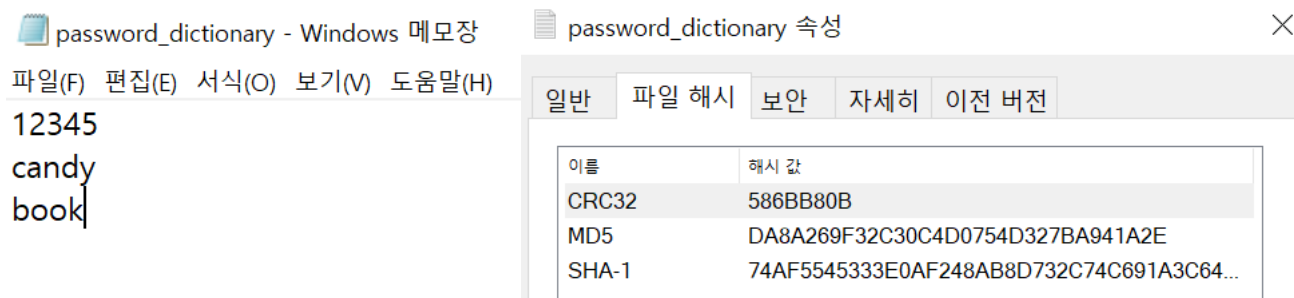 password_dictionary - Windows 메모장
파일(F) 편집(E) 서식(O) 보기(V) 도움말(H)
12345
candy
book
password_dictionary 속성
일반 파일 해시 보안 자세히 이전 버전
이름 해시 값
CRC32 586BB80B
MD5 DA8A269F32C30C4D0754D327BA941A2E
SHA-1 74AF5545333E0AF248AB8D732C74C691A3C64...